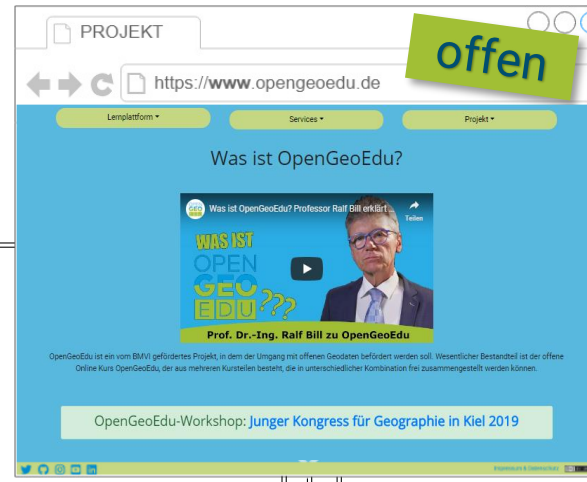 PROJEKT
offen
https://www.opengeoedu.de
Lernplattform
Services
Projekt
Was ist OpenGeoEdu?
GEO
Was ist OpenGeoEdu? Professor Ralf Bill erklärt ...
Teilen
WAS IST
OPEN
GEO
EDU???
Prof. Dr.-Ing. Ralf Bill zu OpenGeoEdu
OpenGeoEdu ist ein vom BMVI gefördertes Projekt, in dem der Umgang mit offenen Geodaten befördert werden soll. Wesentlicher Bestandteil ist der offene
Online Kurs OpenGeoEdu, der aus mehreren Kursteilen besteht, die in unterschiedlicher Kombination frei zusammengestellt werden können.
OpenGeoEdu-Workshop: Junger Kongress für Geographie in Kiel 2019
Impressum & Datenschutz